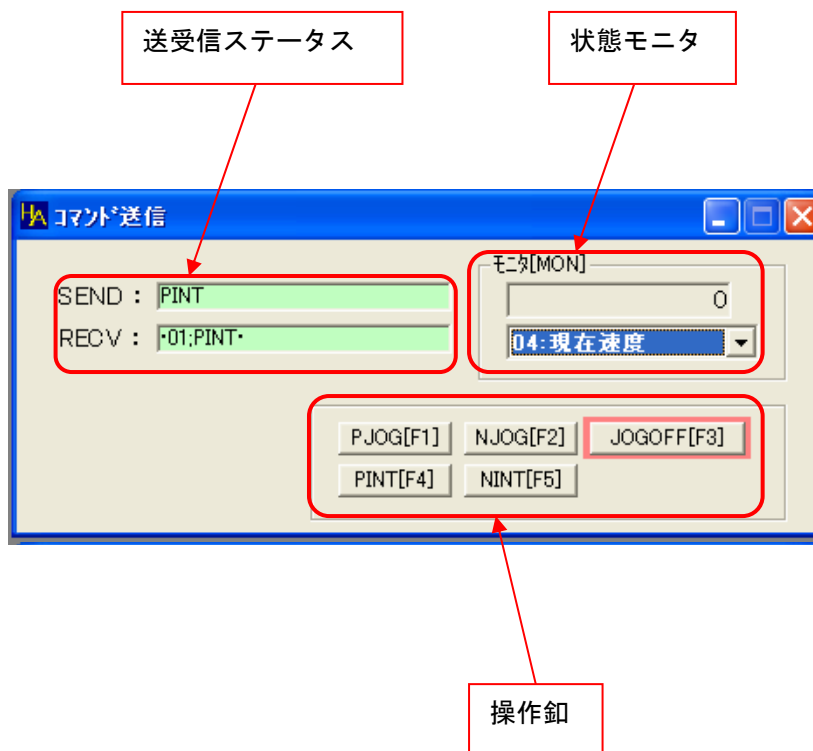 送受信ステータス
状態モニタ
HA コマンド送信
モニタ[MON]
SEND : PINT
0
RECV : ･01;PINT･
04:現在速度
PJOG[F1] NJOG[F2] JOGOFF[F3]
PINT[F4] NINT[F5]
操作釦